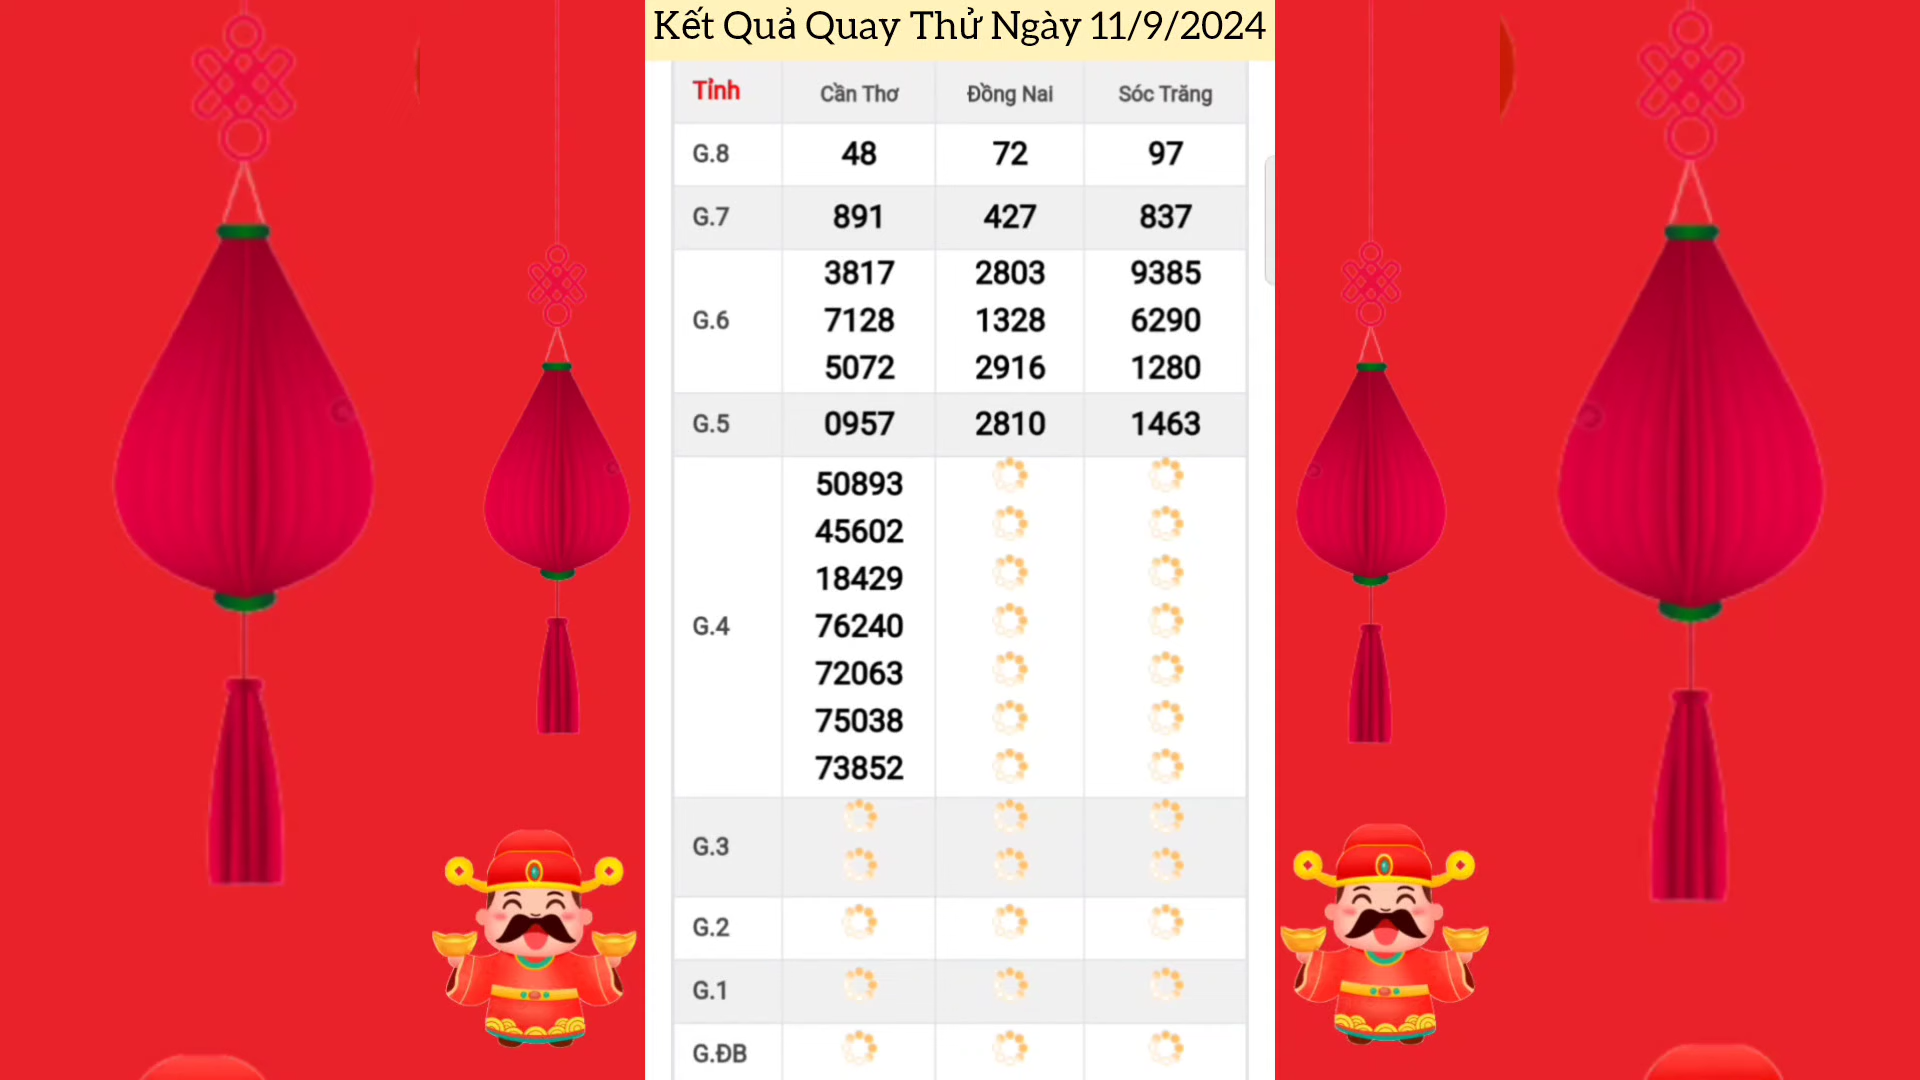 Kết Quả Quay Thử Ngày 11/9/2024
Tỉnh Cần Thơ Đồng Nai Sóc Trăng
G.8 48 72 97
G.7 891 427 837
3817 2803 9385
G.6 7128 1328 6290
5072 2916 1280
G.5 0957 2810 1463
50893
45602
18429
G.4 76240
72063
75038
73852
G.3
G.2
G.1
G.ĐB